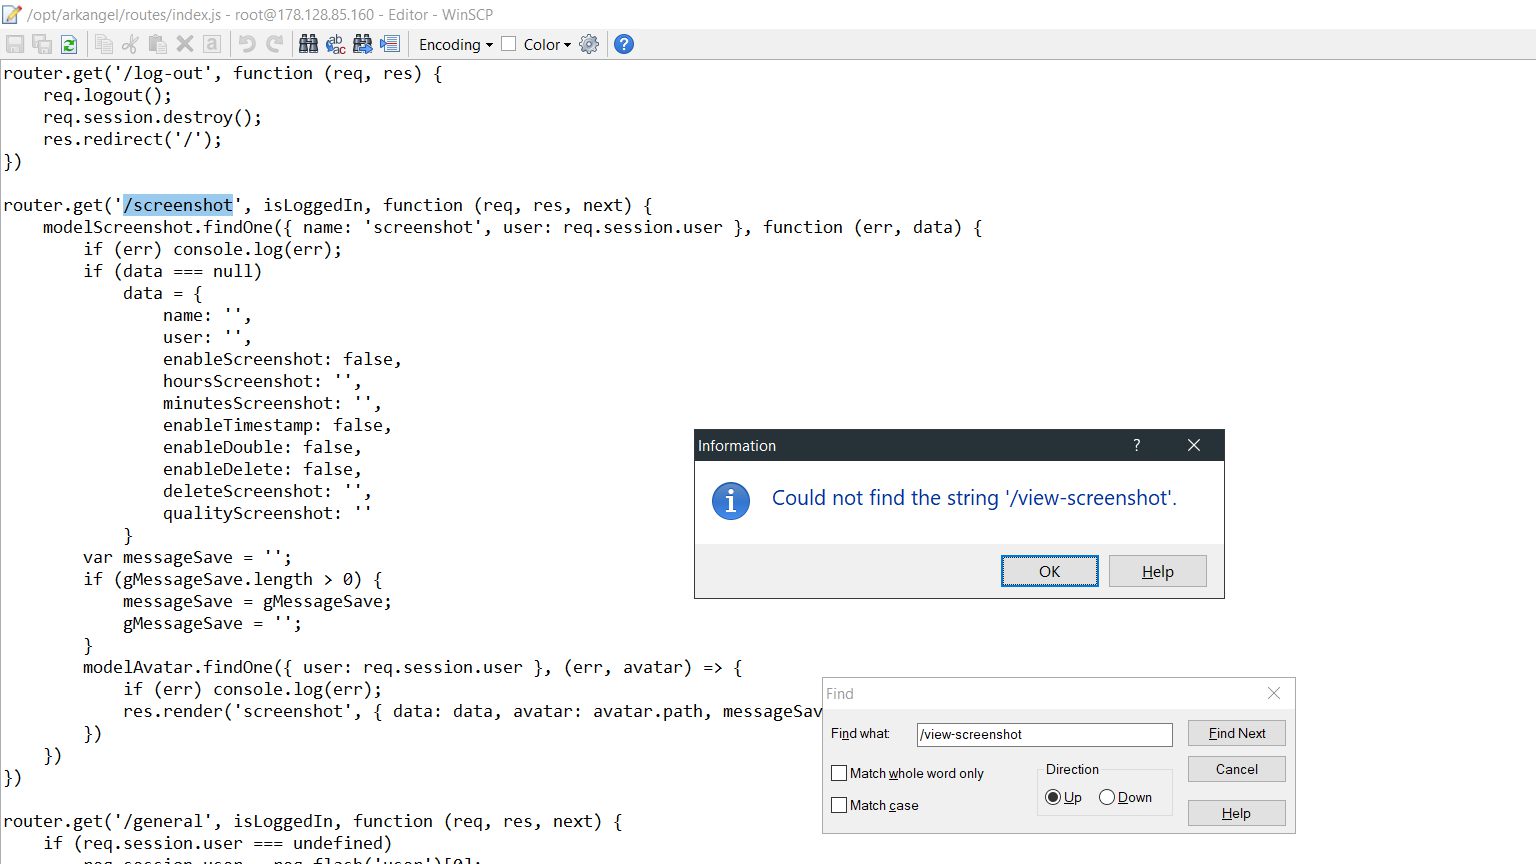 /opt/arkangel/routes/index.js - root@178.128.85.160 - Editor - WinSCP
Encoding Color
router.get('/log-out', function (req, res) {
    req.logout();
    req.session.destroy();
    res.redirect('/');
})
router.get('/screenshot', isLoggedIn, function (req, res, next) {
    modelScreenshot.findOne({ name: 'screenshot', user: req.session.user }, function (err, data) {
        if (err) console.log(err);
        if (data === null)
            data = {
                name: '',
                user: '',
                enableScreenshot: false,
                hoursScreenshot: '',
                minutesScreenshot: '',
                enableTimestamp: false,
                enableDouble: false,
                enableDelete: false,
                deleteScreenshot: '',
                qualityScreenshot: ''
            }
        var messageSave = '';
        if (gMessageSave.length > 0) {
            messageSave = gMessageSave;
            gMessageSave = '';
        }
        modelAvatar.findOne({ user: req.session.user }, (err, avatar) => {
            if (err) console.log(err);
            res.render('screenshot', { data: data, avatar: avatar.path, messageSav
        })
    })
})
router.get('/general', isLoggedIn, function (req, res, next) {
    if (req.session.user === undefined)
        req.session.user = req.flash('user')[0];
Information
Could not find the string '/view-screenshot'.
OK Help
Find
Find what: /view-screenshot Find Next
Match whole word only Direction Cancel
Match case Up Down Help